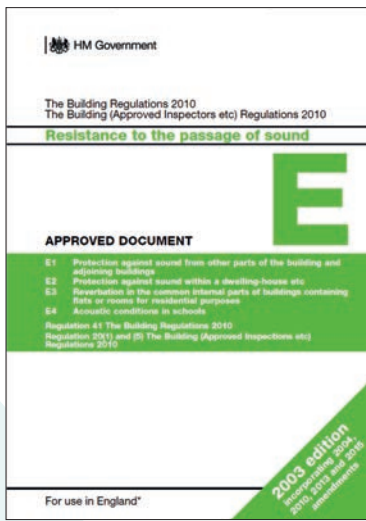 HM Government
The Building Regulations 2010
The Building (Approved Inspectors etc) Regulations 2010
Resistance to the passage of sound
E
APPROVED DOCUMENT
E1 Protection against sound from other parts of the building and
adjoining buildings
E2 Protection against sound within a dwelling-house etc
E3 Reverberation in the common internal parts of buildings containing
flats or rooms for residential purposes
E4 Acoustic conditions in schools
Regulation 41 The Building Regulations 2010
Regulation 20(1) and (5) The Building (Approved Inspections etc)
Regulations 2010
2003 edition
incorporating 2004,
2010, 2013 and 2015
amendments
For use in England*